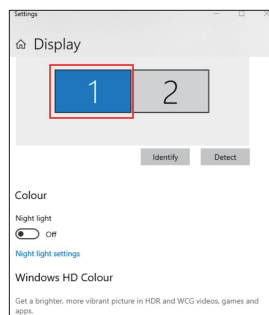 Settings
Display
1 2
Identify Detect
Colour
Night light
Off
Night light settings
Windows HD Colour
Get a brighter, more vibrant picture in HDR and WCG videos, games and
apps.